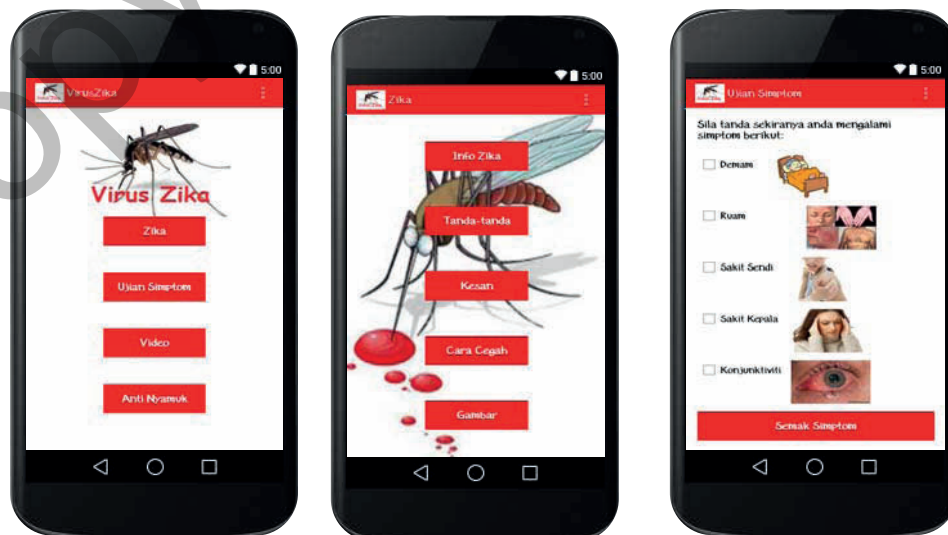 5:00
VirusZika
Virus Zika
Zika
Ujian Simptom
Video
Anti Nyamuk
5:00
Zika
Info Zika
Tanda-tanda
Kesan
Cara Cegah
Gambar
5:00
Ujian Simptom
Sila tanda sekiranya anda mengalami
simptom berikut:
Demam
Ruam
Sakit Sendi
Sakit Kepala
Konjunktiviti
Semak Simptom